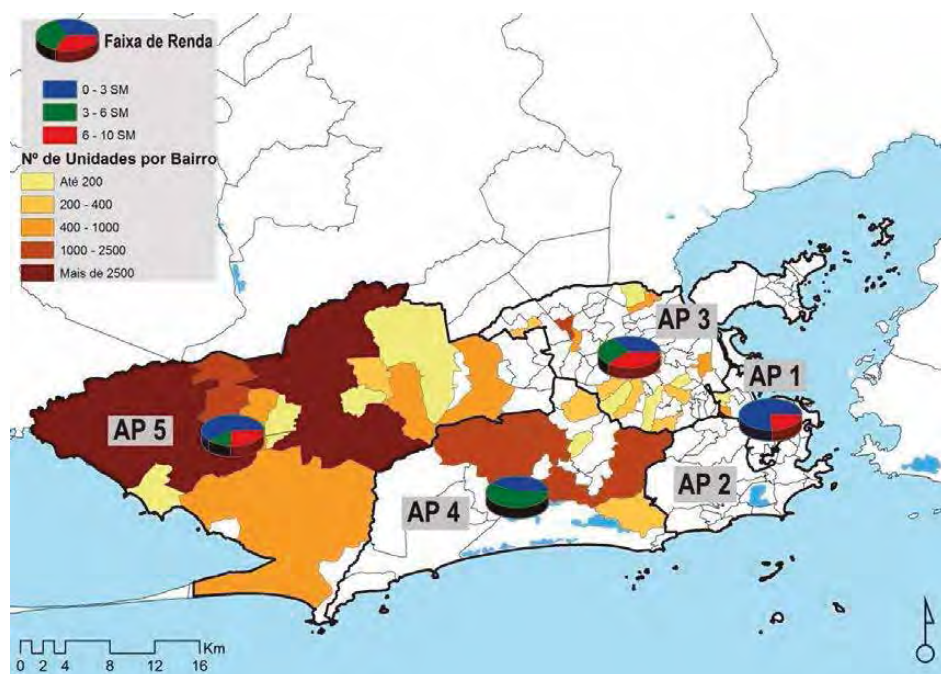 Faixa de Renda
0 - 3 SM
3 - 6 SM
6 - 10 SM
Nº de Unidades por Bairro
Até 200
200 - 400
400 - 1000
1000 - 2500
Mais de 2500
AP 3
AP 1
AP 5
AP 2
AP 4
Km
0 2 4 8 12 16